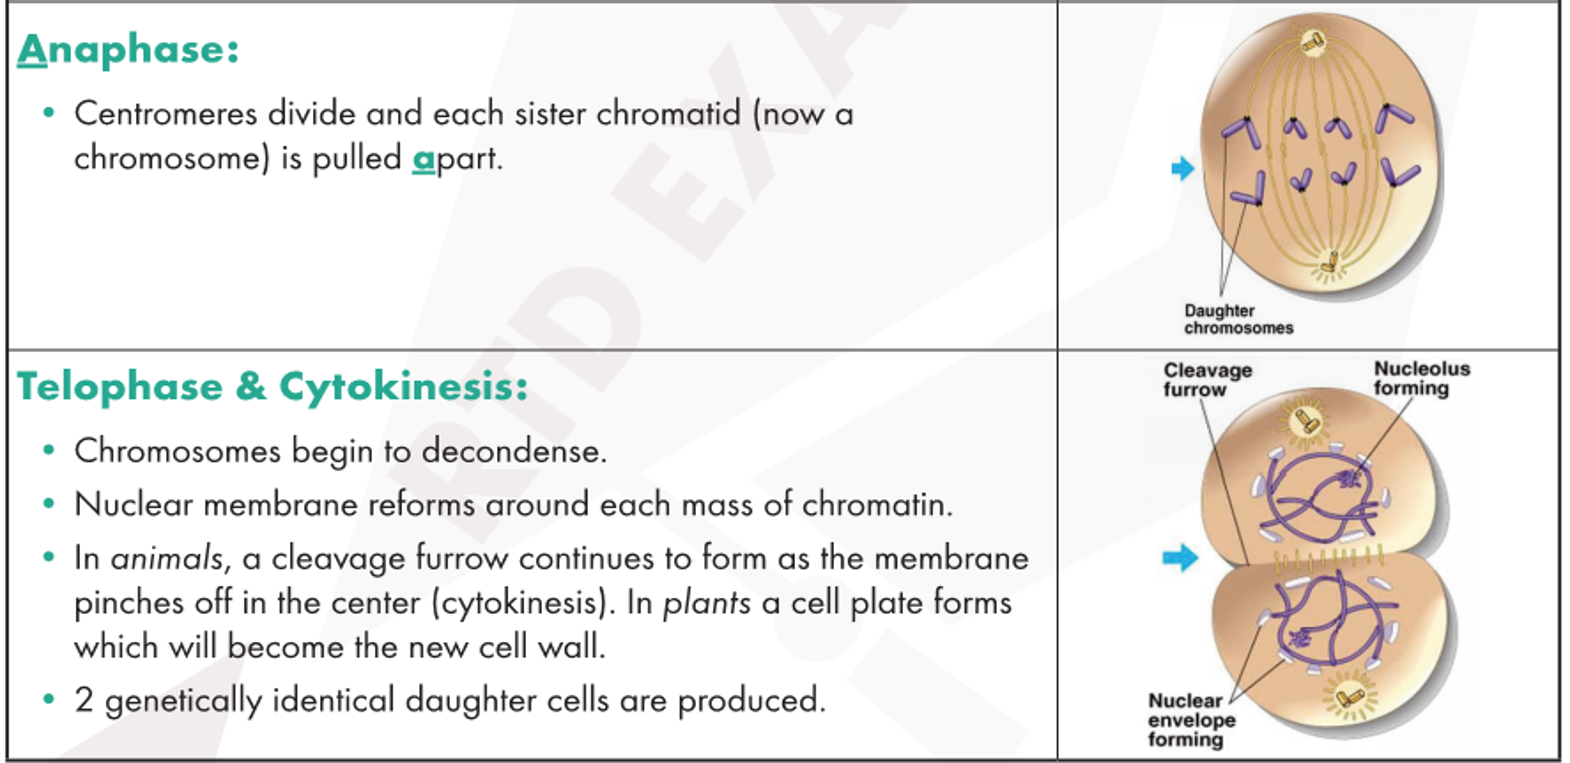 Anaphase:
• Centromeres divide and each sister chromatid (now a
chromosome) is pulled apart.
Daughter
chromosomes
Telophase & Cytokinesis:
• Chromosomes begin to decondense.
• Nuclear membrane reforms around each mass of chromatin.
• In animals, a cleavage furrow continues to form as the membrane
pinches off in the center (cytokinesis). In plants a cell plate forms
which will become the new cell wall.
• 2 genetically identical daughter cells are produced.
Cleavage
furrow
Nucleolus
forming
Nuclear
envelope
forming
RTD EXA